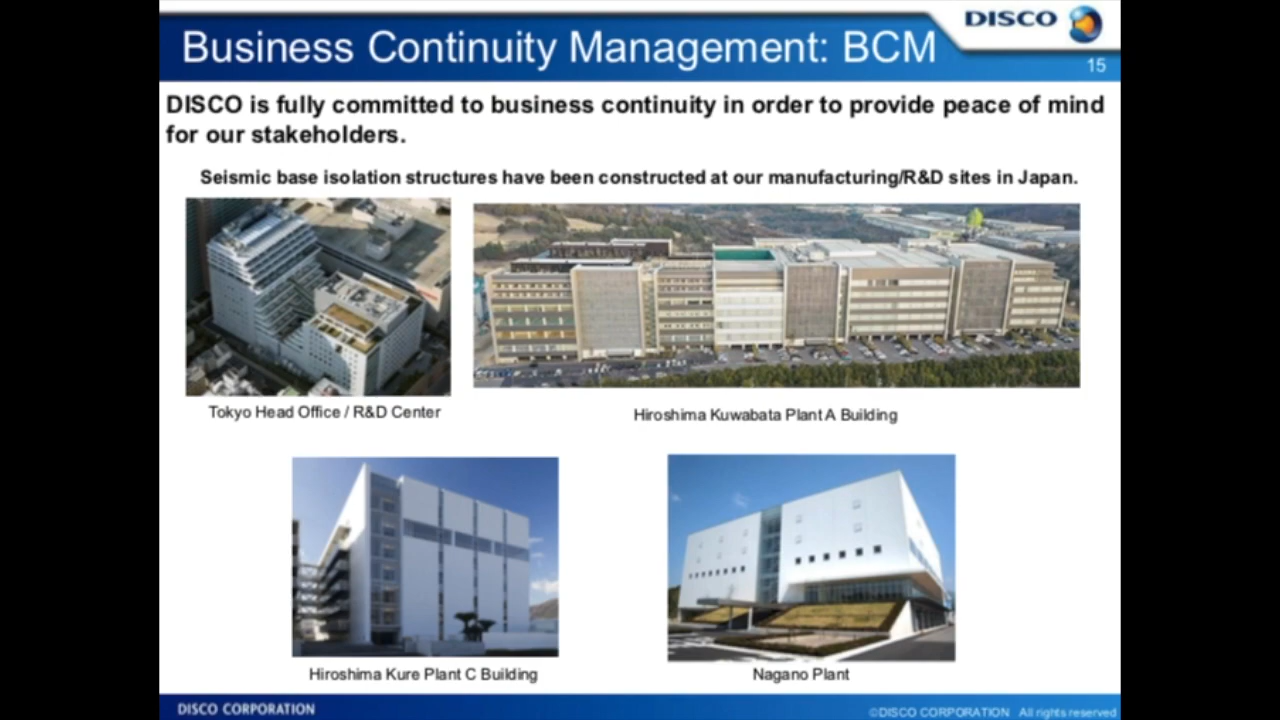 DISCO
Business Continuity Management: BCM
15
DISCO is fully committed to business continuity in order to provide peace of mind
for our stakeholders.
Seismic base isolation structures have been constructed at our manufacturing/R&D sites in Japan.
Tokyo Head Office / R&D Center
Hiroshima Kuwabata Plant A Building
Hiroshima Kure Plant C Building
Nagano Plant
DISCO CORPORATION
©DISCO CORPORATION All rights reserved